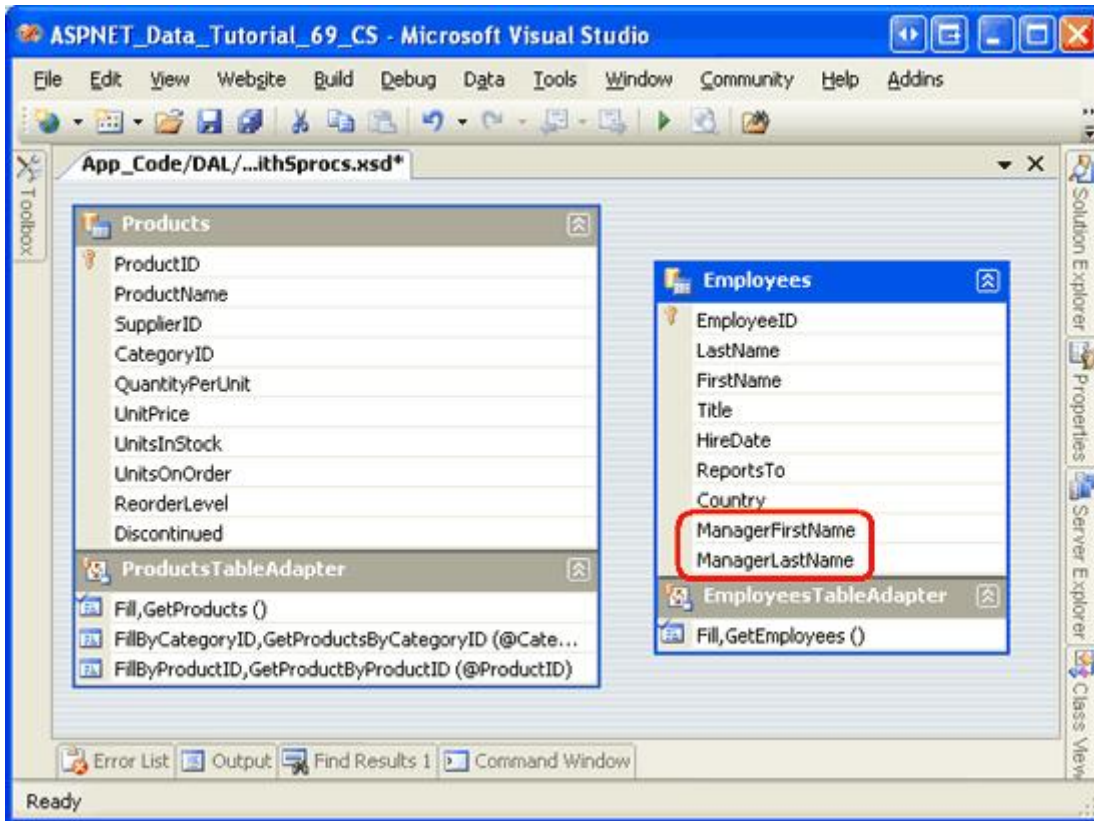 ASPNET_Data_Tutorial_69_CS - Microsoft Visual Studio
File Edit View Website Build Debug Data Tools Window Community Help Addins
Toolbox
App_Code/DAL/...ithSprocs.xsd*
Products
ProductID
ProductName
SupplierID
CategoryID
QuantityPerUnit
UnitPrice
UnitsInStock
UnitsOnOrder
ReorderLevel
Discontinued
ProductsTableAdapter
Fill,GetProducts ()
FillByCategoryID,GetProductsByCategoryID (@Cate...
FillByProductID,GetProductByProductID (@ProductID)
Employees
EmployeeID
LastName
FirstName
Title
HireDate
ReportsTo
Country
ManagerFirstName
ManagerLastName
EmployeesTableAdapter
Fill,GetEmployees ()
Solution Explorer
Properties
Server Explorer
Class View
Error List Output Find Results 1 Command Window
Ready